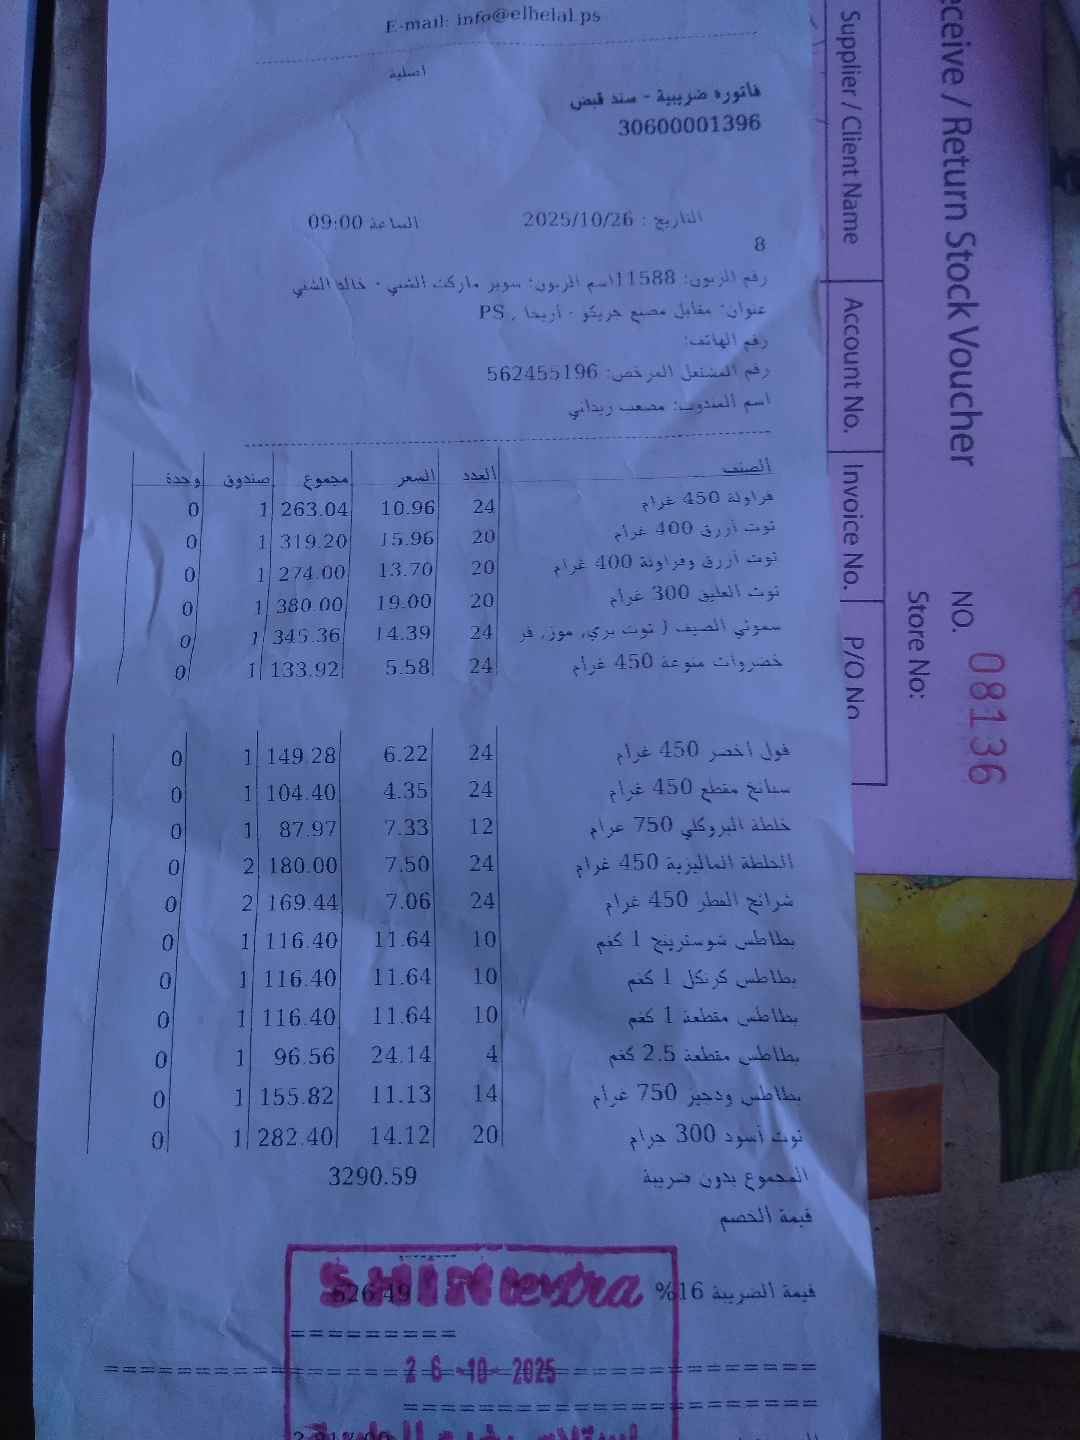 E-mail: info@elhelal.ps
اصلية
فاتوره ضريبية - سند قبض
30600001396
التاريخ : 2025/10/26 الساعة 09:00
8
رقم الزبون: 11588اسم الزبون: سوبر ماركت الشني - خالد الشني
عنوان: مقابل مصنع جريكو - أريحا , PS
رقم الهاتف:
رقم المشتغل المرخص: 562455196
اسم المندوب: مصعب زيداني
الصنف العدد السعر مجموع صندوق وحدة
فراولة 450 غرام 24 10.96 263.04 1 0
توت أزرق 400 غرام 20 15.96 319.20 1 0
توت أزرق وفراولة 400 غرام 20 13.70 274.00 1 0
توت العليق 300 غرام 20 19.00 380.00 1 0
سموثي الصيف ( توت بري, موز, فر 24 14.39 345.36 1 0
خضروات منوعة 450 غرام 24 5.58 133.92 1 0
فول اخضر 450 غرام 24 6.22 149.28 1 0
سبانخ مقطع 450 غرام 24 4.35 104.40 1 0
خلطة البروكلي 750 غرام 12 7.33 87.97 1 0
الخلطة الماليزية 450 غرام 24 7.50 180.00 2 0
شرائح الفطر 450 غرام 24 7.06 169.44 2 0
بطاطس شوسترينج 1 كغم 10 11.64 116.40 1 0
بطاطس كرنكل 1 كغم 10 11.64 116.40 1 0
بطاطس مقطعة 1 كغم 10 11.64 116.40 1 0
بطاطس مقطعة 2.5 كغم 4 24.14 96.56 1 0
بطاطس ودجيز 750 غرام 14 11.13 155.82 1 0
توت أسود 300 جرام 20 14.12 282.40 1 0
المجموع بدون ضريبة 3290.59
قيمة الخصم
قيمة الضريبة 16% 526.49
SHINI extra
26-10-2025
eceive / Return Stock Voucher
NO. 08136
Store No:
Supplier / Client Name
Account No.
Invoice No.
P/O No